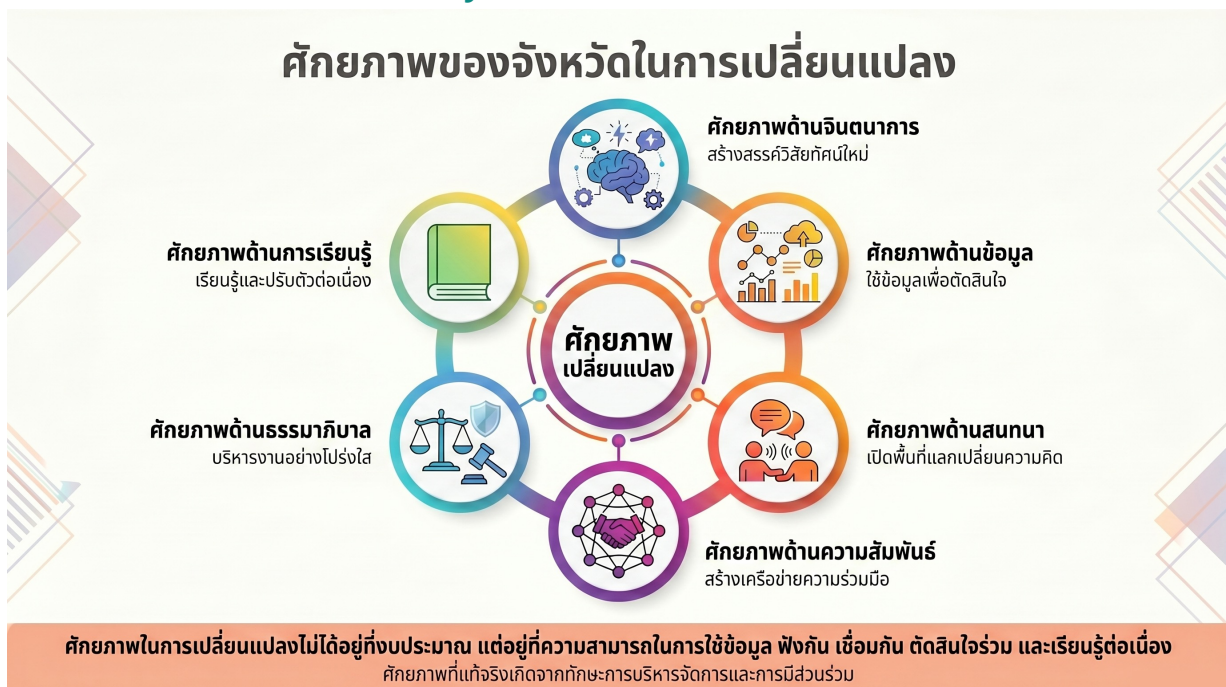 ศักยภาพของจังหวัดในการเปลี่ยนแปลง
ศักยภาพด้านจินตนาการ
สร้างสรรค์วิสัยทัศน์ใหม่
ศักยภาพด้านข้อมูล
ใช้ข้อมูลเพื่อตัดสินใจ
ศักยภาพด้านสนทนา
เปิดพื้นที่แลกเปลี่ยนความคิด
ศักยภาพด้านความสัมพันธ์
สร้างเครือข่ายความร่วมมือ
ศักยภาพด้านธรรมาภิบาล
บริหารงานอย่างโปร่งใส
ศักยภาพด้านการเรียนรู้
เรียนรู้และปรับตัวต่อเนื่อง
ศักยภาพ
เปลี่ยนแปลง
ศักยภาพในการเปลี่ยนแปลงไม่ได้อยู่ที่งบประมาณ แต่อยู่ที่ความสามารถในการใช้ข้อมูล ฟังกัน เชื่อมกัน ตัดสินใจร่วม และเรียนรู้ต่อเนื่อง
ศักยภาพที่แท้จริงเกิดจากทักษะการบริหารจัดการและการมีส่วนร่วม